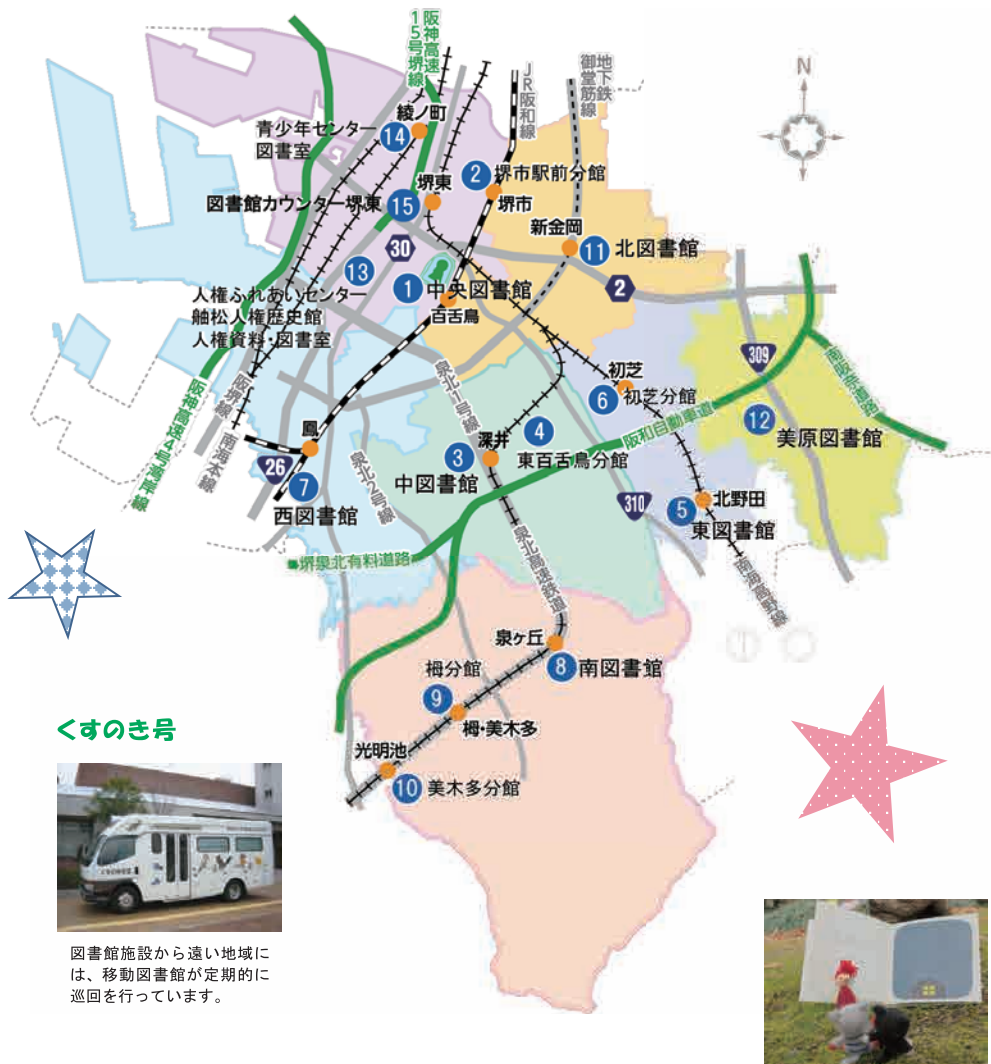 阪神高速
15号堺線
綾ノ町
青少年センター
図書室
14
JR阪和線
地下鉄
御堂筋線
N
2
堺市駅前分館
堺市
堺東
図書館カウンター堺東
15
新金岡
11
北図書館
30
13
1
中央図書館
百舌鳥
2
人権ふれあいセンター
舳松人権歴史館
人権資料・図書室
阪神高速4号湾岸線
阪堺線
南海本線
泉北1号線
初芝
6
初芝分館
309
南阪奈道路
阪和自動車道
12
美原図書館
鳳
26
7
西図書館
泉北2号線
深井
3
中図書館
4
東百舌鳥分館
310
北野田
5
東図書館
南海高野線
堺泉北有料道路
泉北高速鉄道
泉ヶ丘
8
南図書館
栂分館
9
栂・美木多
光明池
10
美木多分館
くすのき号
図書館施設から遠い地域に
は、移動図書館が定期的に
巡回を行っています。